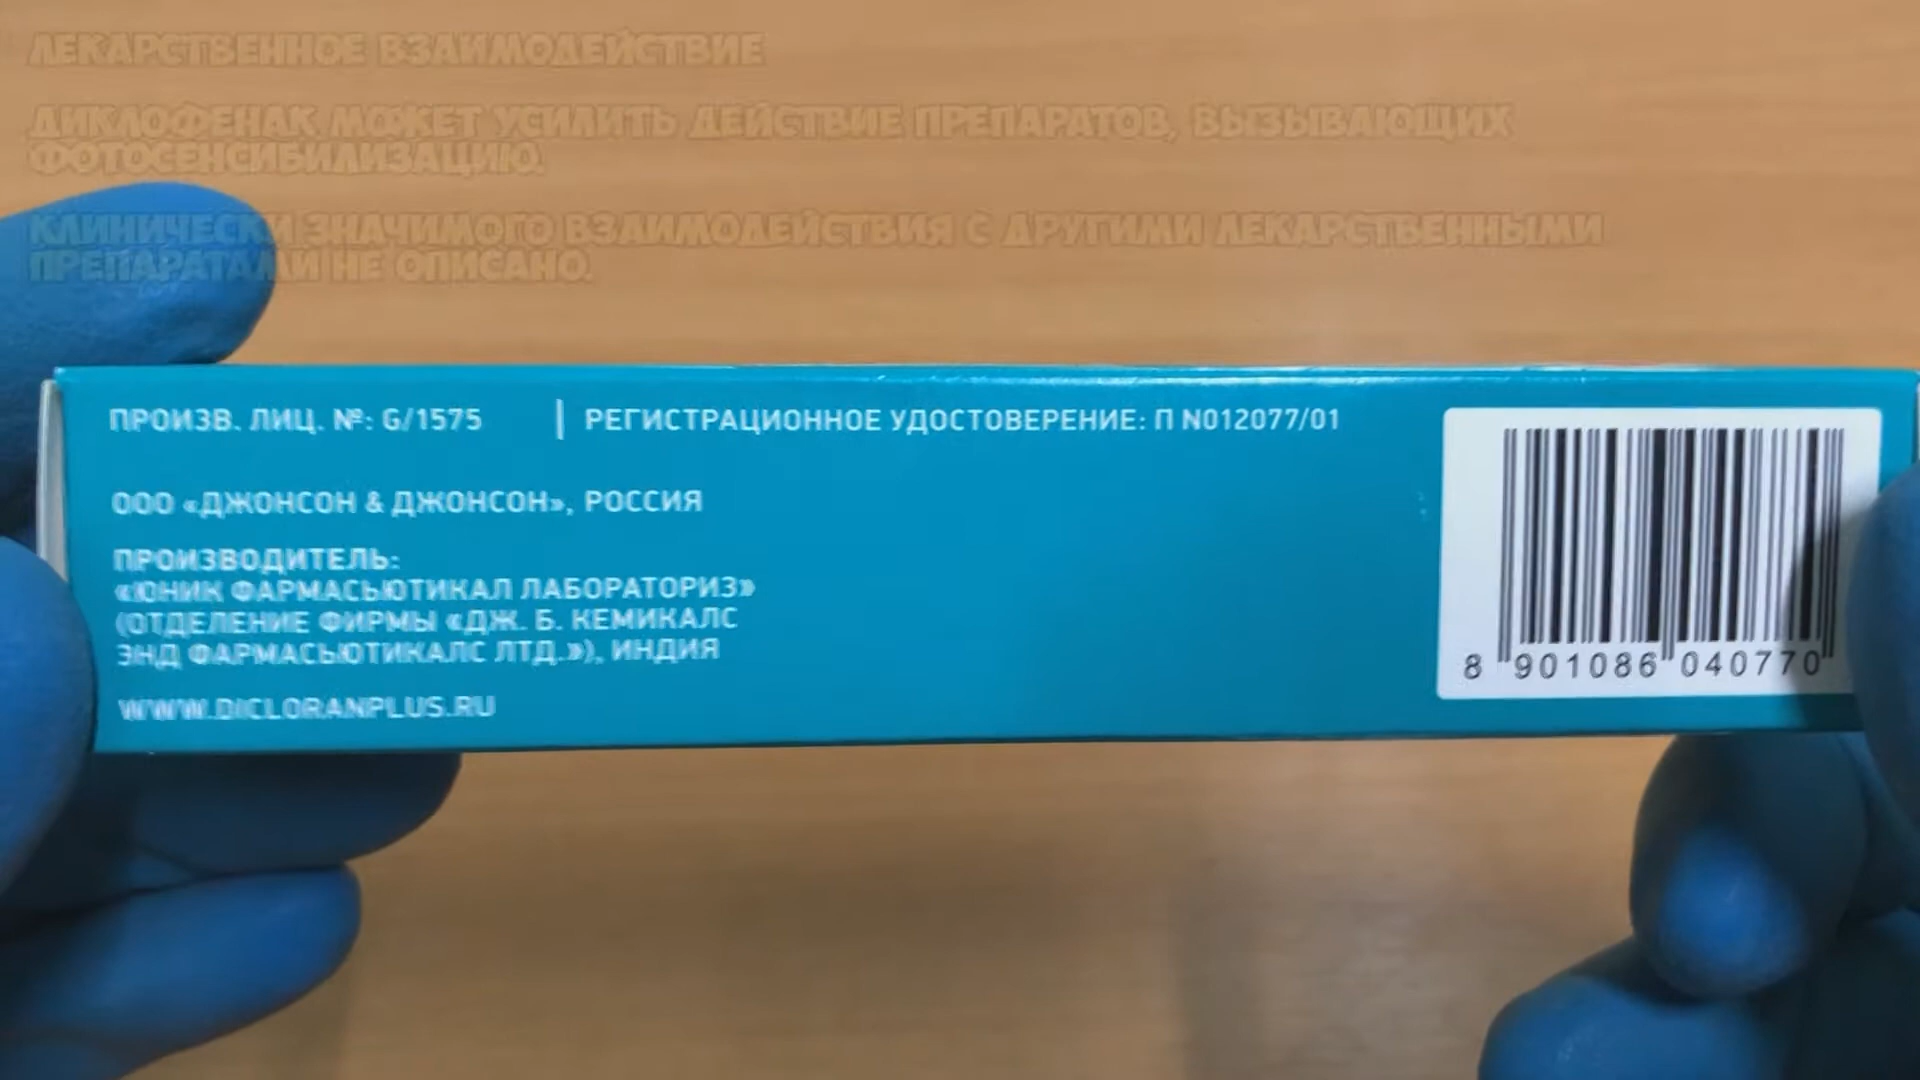 ЛЕКАРСТВЕННОЕ ВЗАИМОДЕЙСТВИЕ
ДИКЛОФЕНАК МОЖЕТ УСИЛИТЬ ДЕЙСТВИЕ ПРЕПАРАТОВ, ВЫЗЫВАЮЩИХ
ФОТОСЕНСИБИЛИЗАЦИЮ.
КЛИНИЧЕСКИ ЗНАЧИМОГО ВЗАИМОДЕЙСТВИЯ С ДРУГИМИ ЛЕКАРСТВЕННЫМИ
ПРЕПАРАТАМИ НЕ ОПИСАНО.
ПРОИЗВ. ЛИЦ. №: G/1575 | РЕГИСТРАЦИОННОЕ УДОСТОВЕРЕНИЕ: П N012077/01
ООО «ДЖОНСОН & ДЖОНСОН», РОССИЯ
ПРОИЗВОДИТЕЛЬ:
«ЮНИК ФАРМАСЬЮТИКАЛ ЛАБОРАТОРИЗ»
(ОТДЕЛЕНИЕ ФИРМЫ «ДЖ. Б. КЕМИКАЛС
ЭНД ФАРМАСЬЮТИКАЛС ЛТД.»), ИНДИЯ
WWW.DICLORANPLUS.RU
8 901086 040770